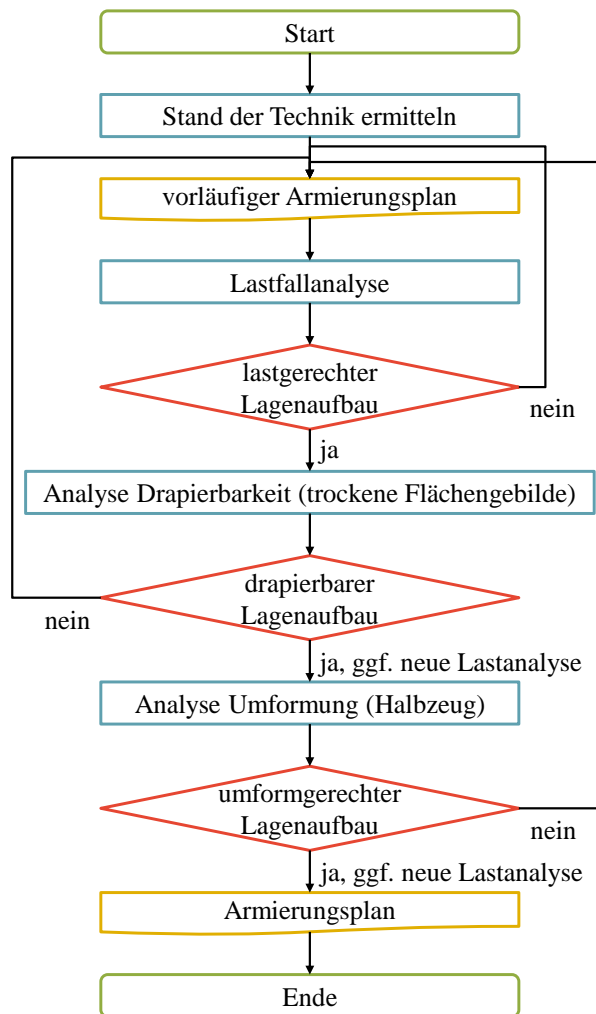 Start
Stand der Technik ermitteln
vorläufiger Armierungsplan
Lastfallanalyse
lastgerechter
Lagenaufbau
nein
ja
Analyse Drapierbarkeit (trockene Flächengebilde)
drapierbarer
Lagenaufbau
nein
ja, ggf. neue Lastanalyse
Analyse Umformung (Halbzeug)
umformgerechter
Lagenaufbau
nein
ja, ggf. neue Lastanalyse
Armierungsplan
Ende